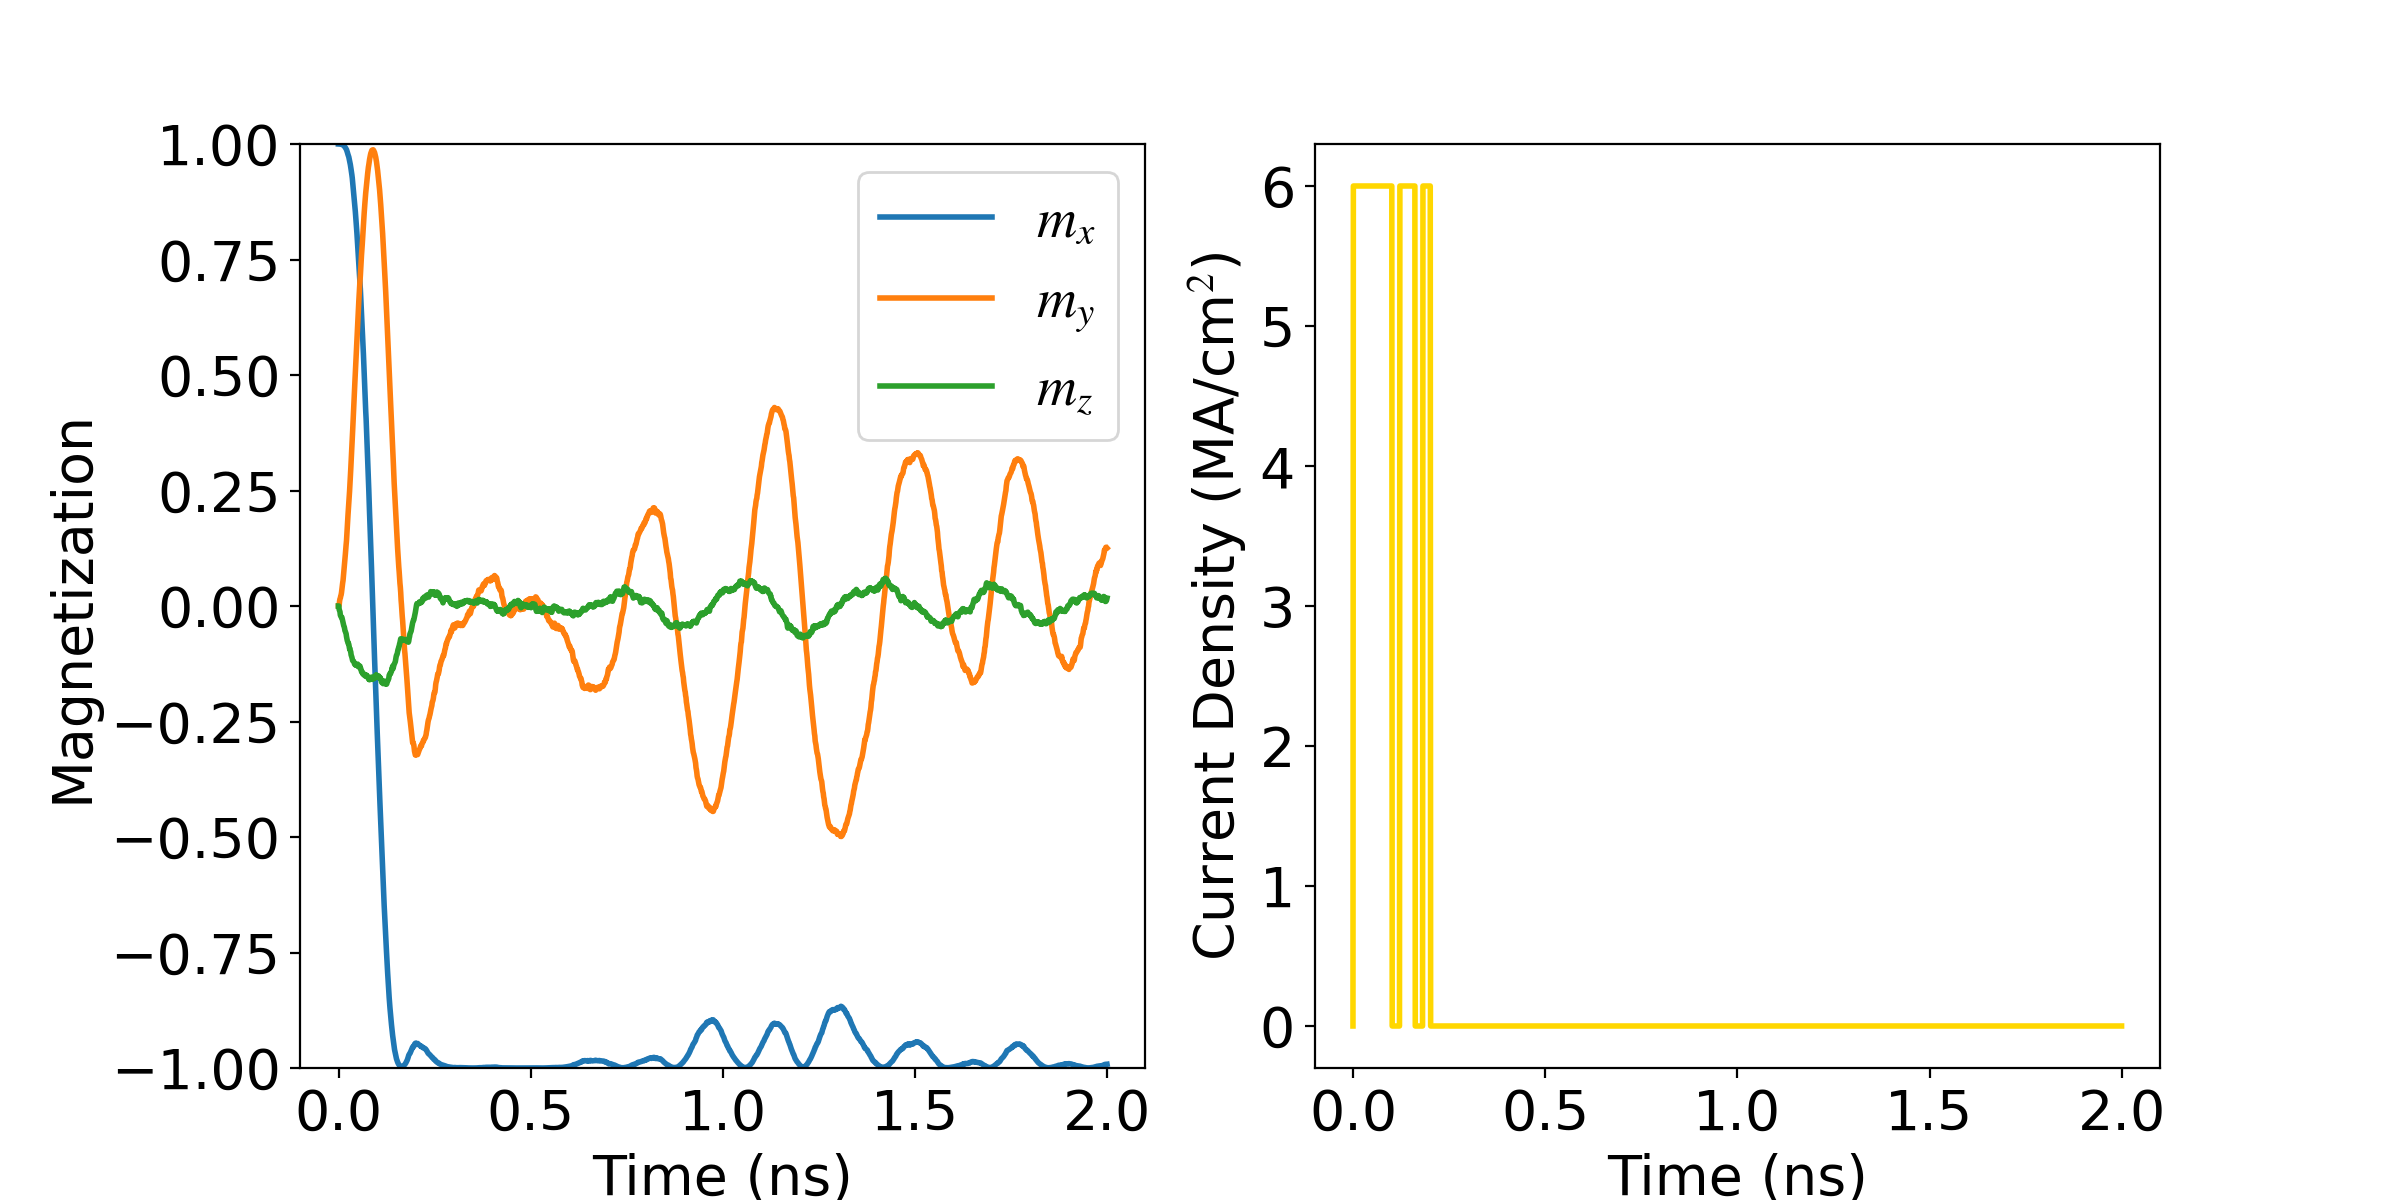 1.00
0.75
0.50
0.25
0.00
−0.25
−0.50
−0.75
−1.00
Magnetization
0.0 0.5 1.0 1.5 2.0
Time (ns)
m_x
m_y
m_z
6
5
4
3
2
1
0
Current Density (MA/cm²)
0.0 0.5 1.0 1.5 2.0
Time (ns)